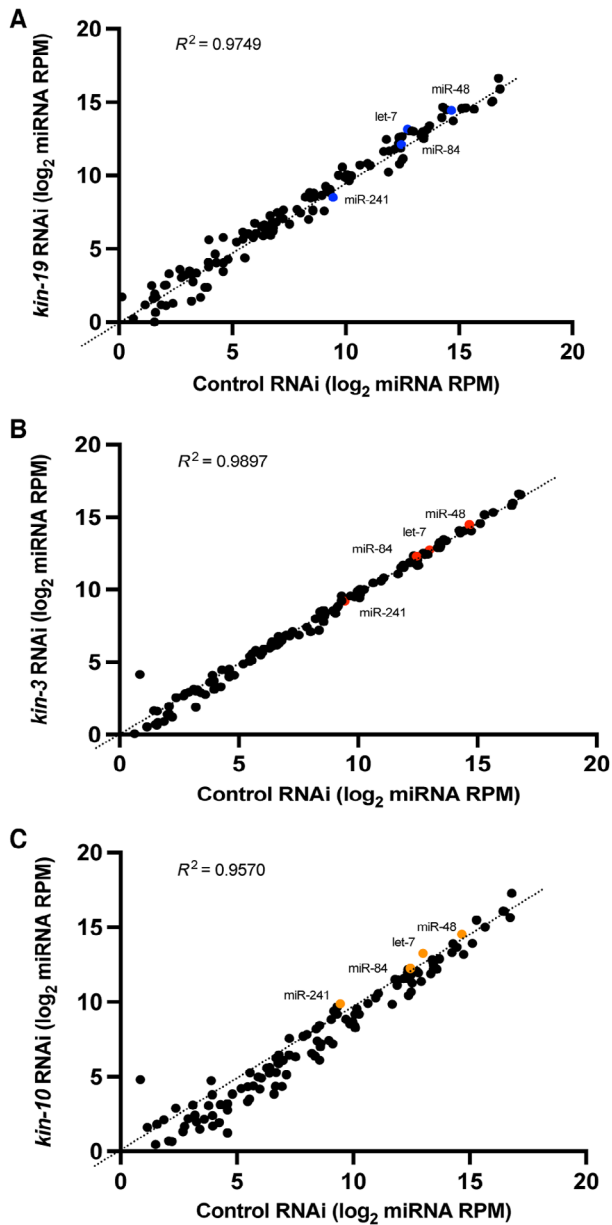 A
R² = 0.9749
kin-19 RNAi (log₂ miRNA RPM)
20
15
10
5
0
miR-48
let-7
miR-84
miR-241
0 5 10 15 20
Control RNAi (log₂ miRNA RPM)
B
R² = 0.9897
kin-3 RNAi (log₂ miRNA RPM)
20
15
10
5
0
miR-48
let-7
miR-84
miR-241
0 5 10 15 20
Control RNAi (log₂ miRNA RPM)
C
R² = 0.9570
kin-10 RNAi (log₂ miRNA RPM)
20
15
10
5
0
miR-48
let-7
miR-84
miR-241
0 5 10 15 20
Control RNAi (log₂ miRNA RPM)